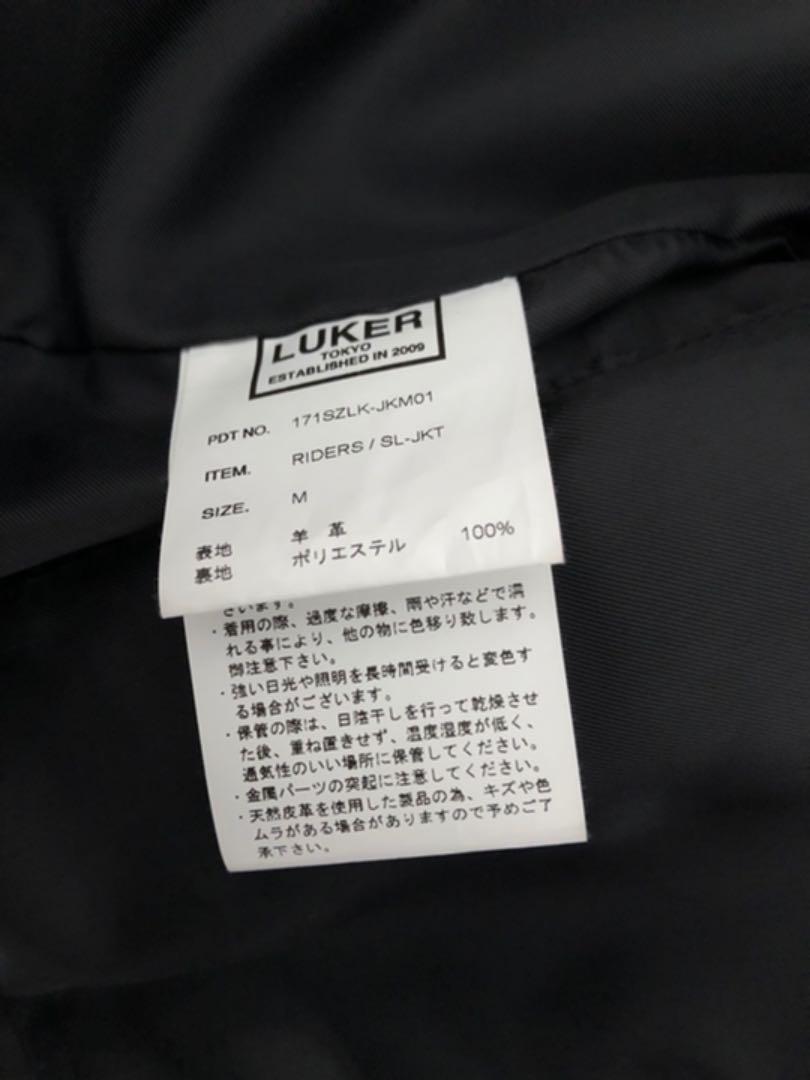 LUKER
TOKYO
ESTABLISHED IN 2009
PDT NO. 171SZLK-JKM01
ITEM. RIDERS / SL-JKT
SIZE. M
表地 羊 革
裏地 ポリエステル 100%
ざいます。
・着用の際、過度な摩擦、雨や汗などで濡
れる事により、他の物に色移り致します。
御注意下さい。
・強い日光や照明を長時間受けると変色す
る場合がございます。
・保管の際は、日陰干しを行って乾燥させ
た後、重ね置きせず、温度湿度が低く、
通気性のいい場所に保管してください。
・金属パーツの突起に注意してください。
・天然皮革を使用した製品の為、キズや色
ムラがある場合がありますので予めご了
承下さい。